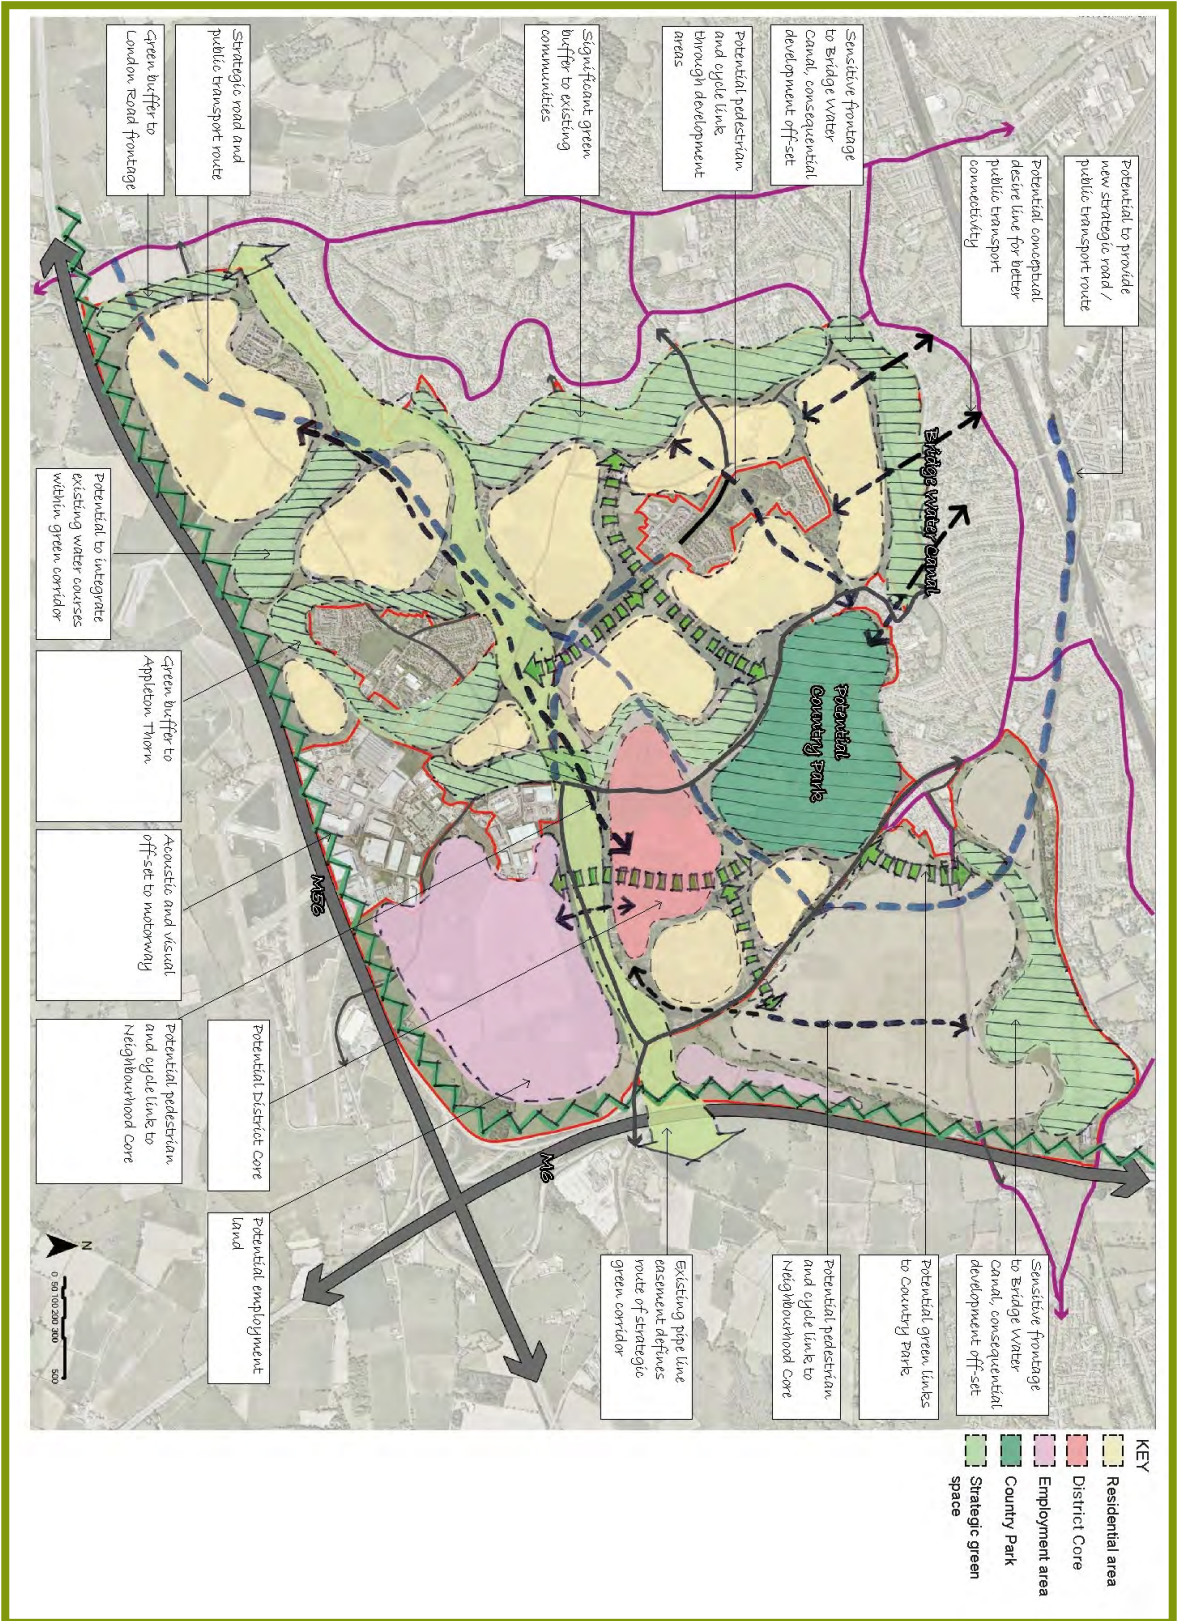 Potential to provide
new strategic road /
public transport route
Potential conceptual
desire line for better
public transport
connectivity
Sensitive frontage
to Bridge Water
Canal, consequential
development off-set
Potential pedestrian
and cycle link
through development
areas
Significant green
buffer to existing
communities
Strategic road and
public transport route
Green buffer to
London Road frontage
Bridge Water Canal
Potential
Country Park
M56
M6
Potential to integrate
existing water courses
within green corridor
Green buffer to
Appleton Thorn
Acoustic and visual
off-set to motorway
Potential pedestrian
and cycle link to
Neighbourhood Core
Potential District Core
Potential employment
land
Existing pipe line
easement defines
route of strategic
green corridor
Potential pedestrian
and cycle link to
Neighbourhood Core
Potential green links
to Country Park
Sensitive frontage
to Bridge Water
Canal, consequential
development off-set
N
0 50 100 200 300 500
KEY
Residential area
District Core
Employment area
Country Park
Strategic green
space